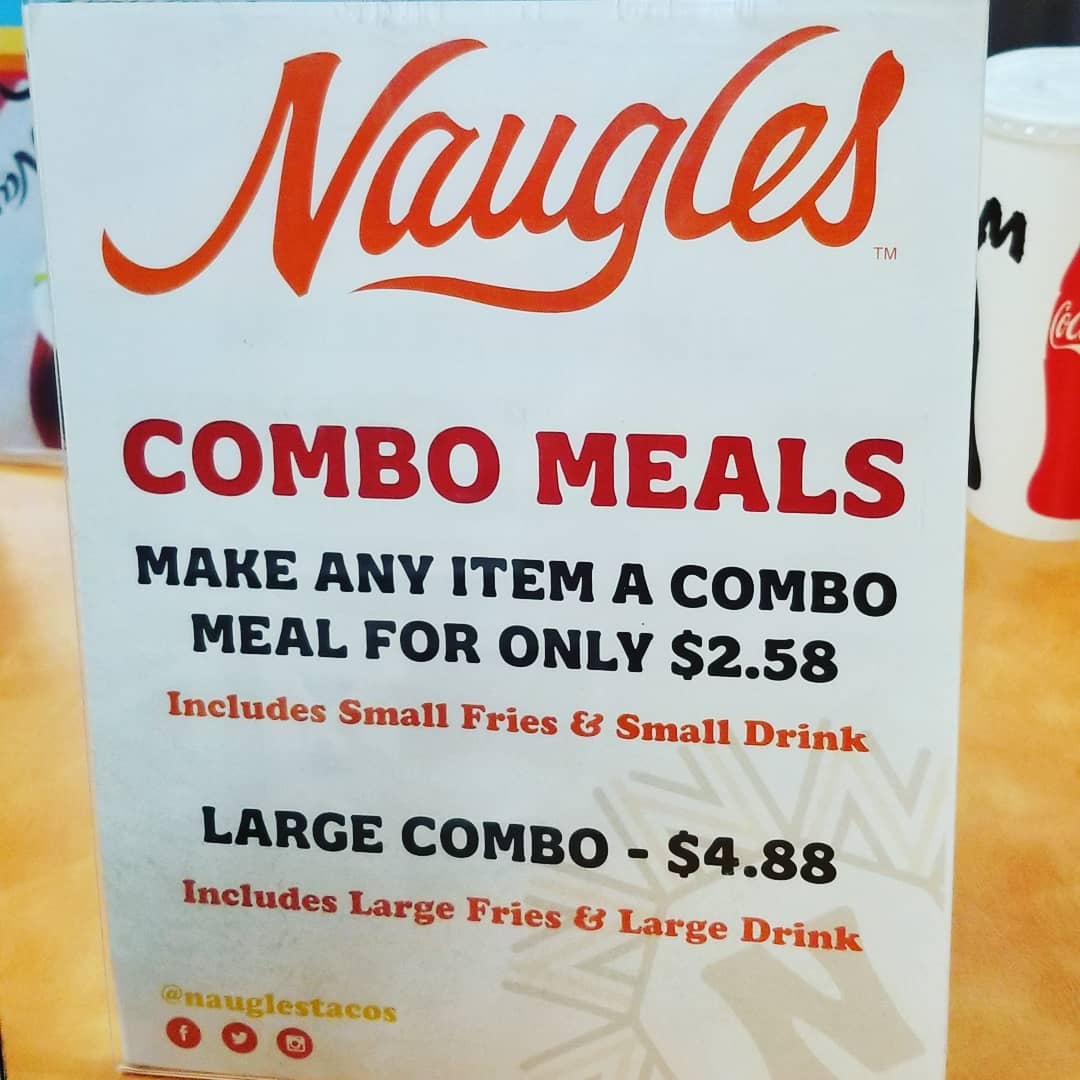 Naugles
TM
COMBO MEALS
MAKE ANY ITEM A COMBO
MEAL FOR ONLY $2.58
Includes Small Fries & Small Drink
LARGE COMBO - $4.88
Includes Large Fries & Large Drink
@nauglestacos
M